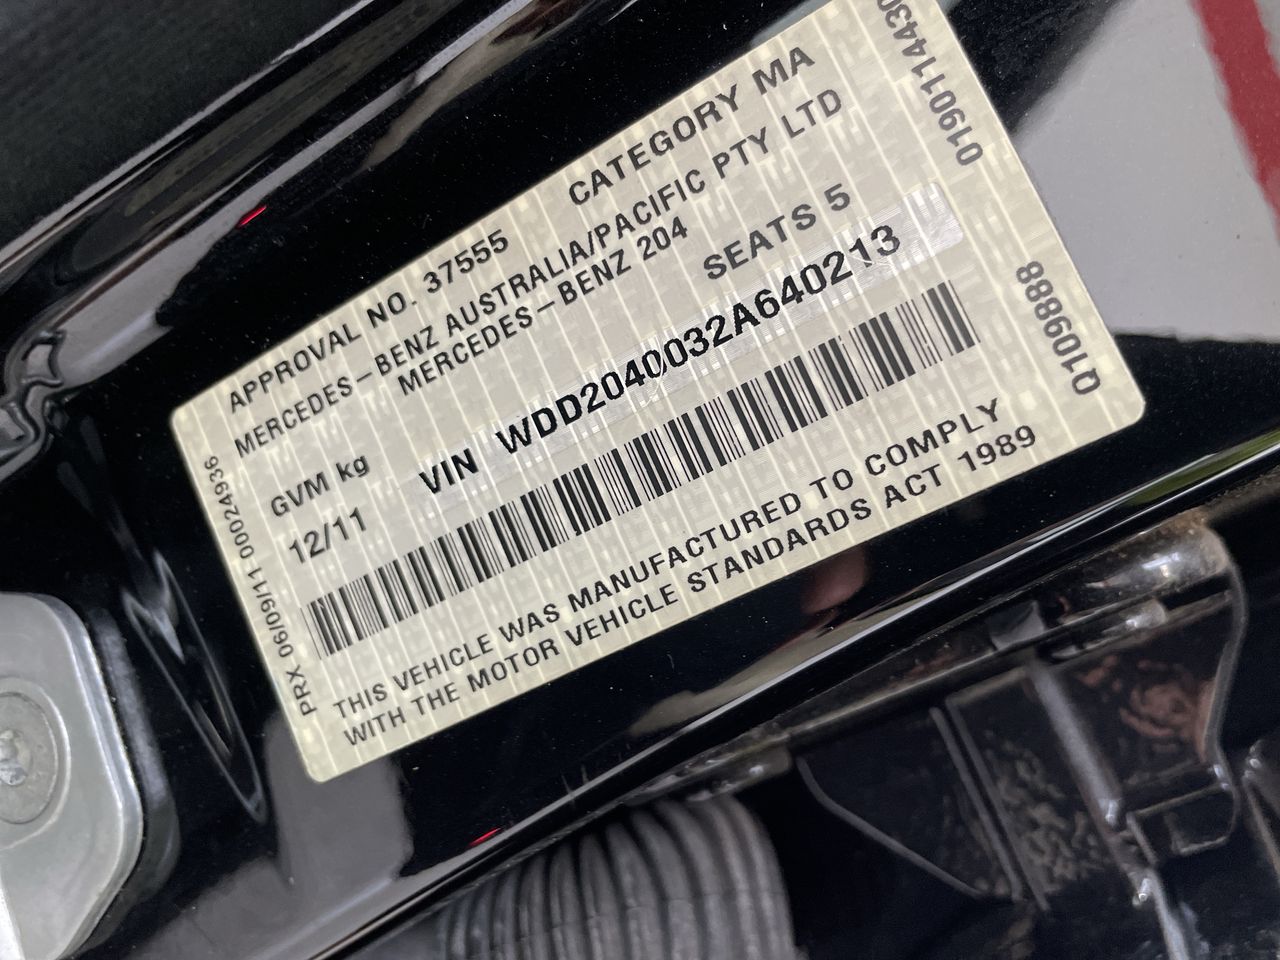 APPROVAL NO. 37555 CATEGORY MA
MERCEDES-BENZ AUSTRALIA/PACIFIC PTY LTD
MERCEDES-BENZ 204
GVM kg SEATS 5
12/11 VIN WDD2040032A640213
THIS VEHICLE WAS MANUFACTURED TO COMPLY
WITH THE MOTOR VEHICLE STANDARDS ACT 1989
PRX 06/09/11 00024936
Q109888